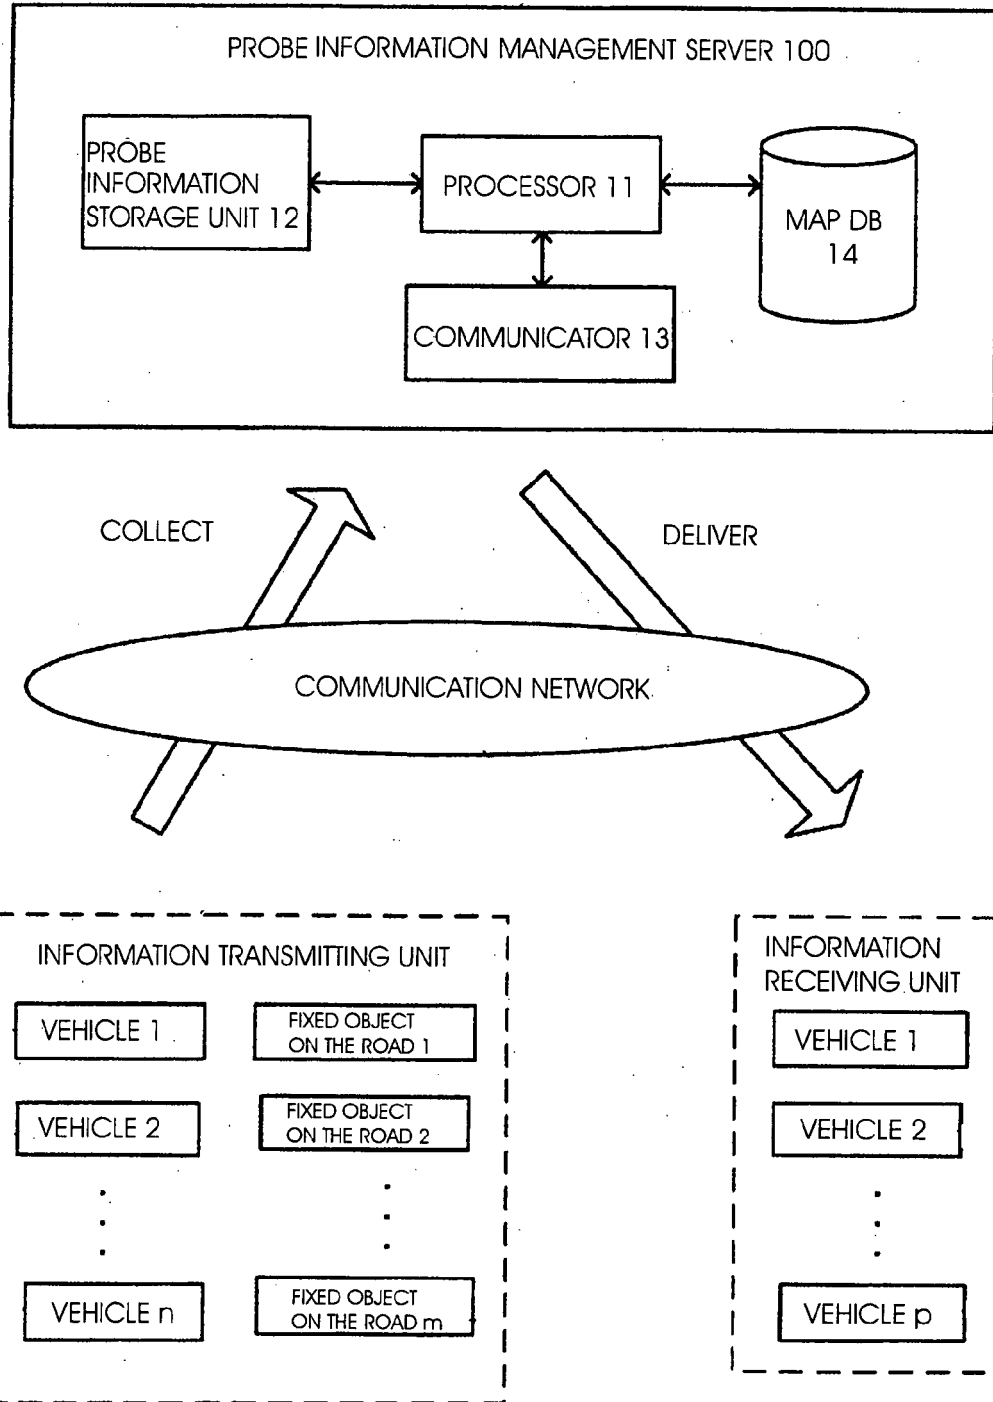 PROBE INFORMATION MANAGEMENT SERVER 100
PROBE
INFORMATION
STORAGE UNIT 12
PROCESSOR 11
MAP DB
14
COMMUNICATOR 13
COLLECT
DELIVER
COMMUNICATION NETWORK
INFORMATION TRANSMITTING UNIT
VEHICLE 1
FIXED OBJECT
ON THE ROAD 1
VEHICLE 2
FIXED OBJECT
ON THE ROAD 2
VEHICLE n
FIXED OBJECT
ON THE ROAD m
INFORMATION
RECEIVING UNIT
VEHICLE 1
VEHICLE 2
VEHICLE p